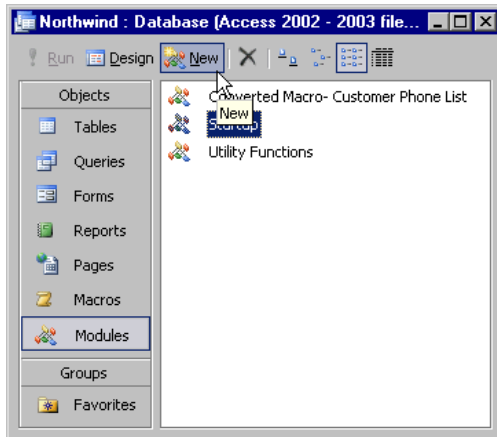 Northwind : Database (Access 2002 - 2003 file...
Run Design New
Objects
Tables
Queries
Forms
Reports
Pages
Macros
Modules
Groups
Favorites
Converted Macro- Customer Phone List
New
Startup
Utility Functions